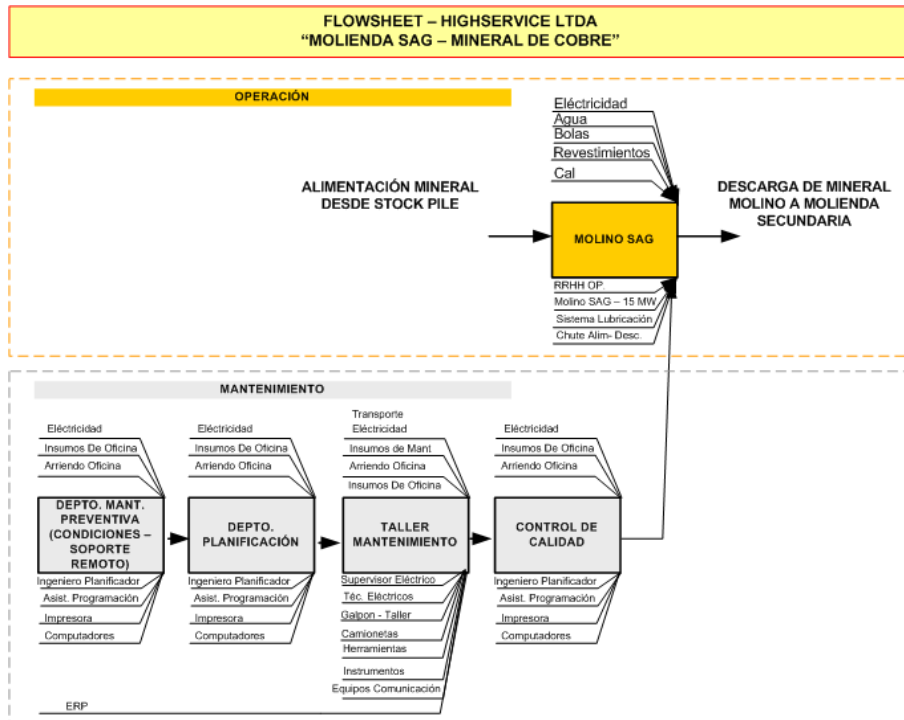 FLOWSHEET – HIGHSERVICE LTDA
“MOLIENDA SAG – MINERAL DE COBRE”
OPERACIÓN
Eléctricidad
Agua
Bolas
Revestimientos
Cal
ALIMENTACIÓN MINERAL
DESDE STOCK PILE
MOLINO SAG
DESCARGA DE MINERAL
MOLINO A MOLIENDA
SECUNDARIA
RRHH OP.
Molino SAG – 15 MW
Sistema Lubricación
Chute Alim- Desc.
MANTENIMIENTO
Eléctricidad
Insumos De Oficina
Arriendo Oficina
DEPTO. MANT.
PREVENTIVA
(CONDICIONES –
SOPORTE
REMOTO)
Ingeniero Planificador
Asist. Programación
Impresora
Computadores
Eléctricidad
Insumos De Oficina
Arriendo Oficina
DEPTO.
PLANIFICACIÓN
Ingeniero Planificador
Asist. Programación
Impresora
Computadores
Transporte
Eléctricidad
Insumos de Mant
Arriendo Oficina
Insumos De Oficina
TALLER
MANTENIMIENTO
Supervisor Eléctrico
Téc. Eléctricos
Galpon - Taller
Camionetas
Herramientas
Instrumentos
Equipos Comunicación
Eléctricidad
Insumos De Oficina
Arriendo Oficina
CONTROL DE
CALIDAD
Ingeniero Planificador
Asist. Programación
Impresora
Computadores
ERP